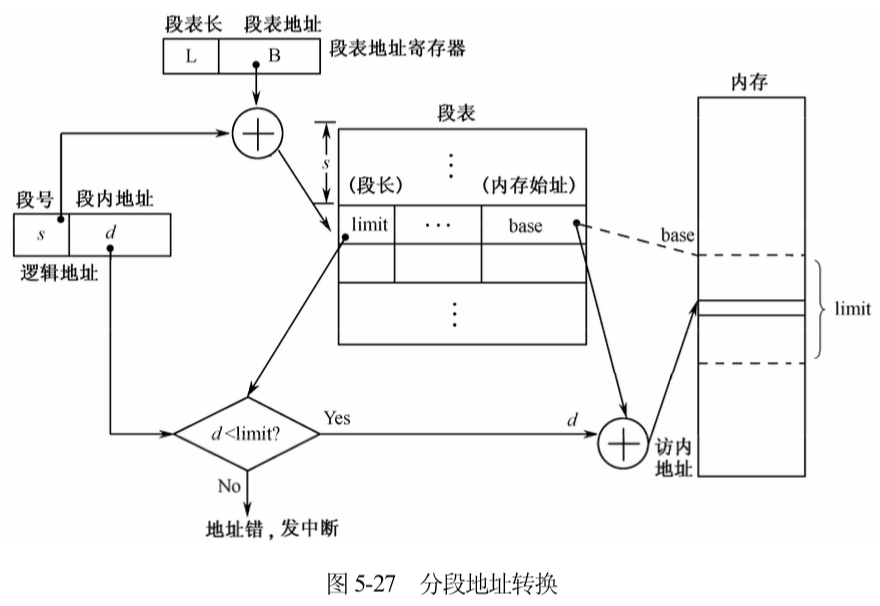 段表长 段表地址
L B 段表地址寄存器
内存
段表
s
(段长) (内存始址)
段号 段内地址
limit ··· base
s d
base
逻辑地址
limit
Yes d
d<limit?
访内
地址
No
地址错,发中断
图 5-27 分段地址转换